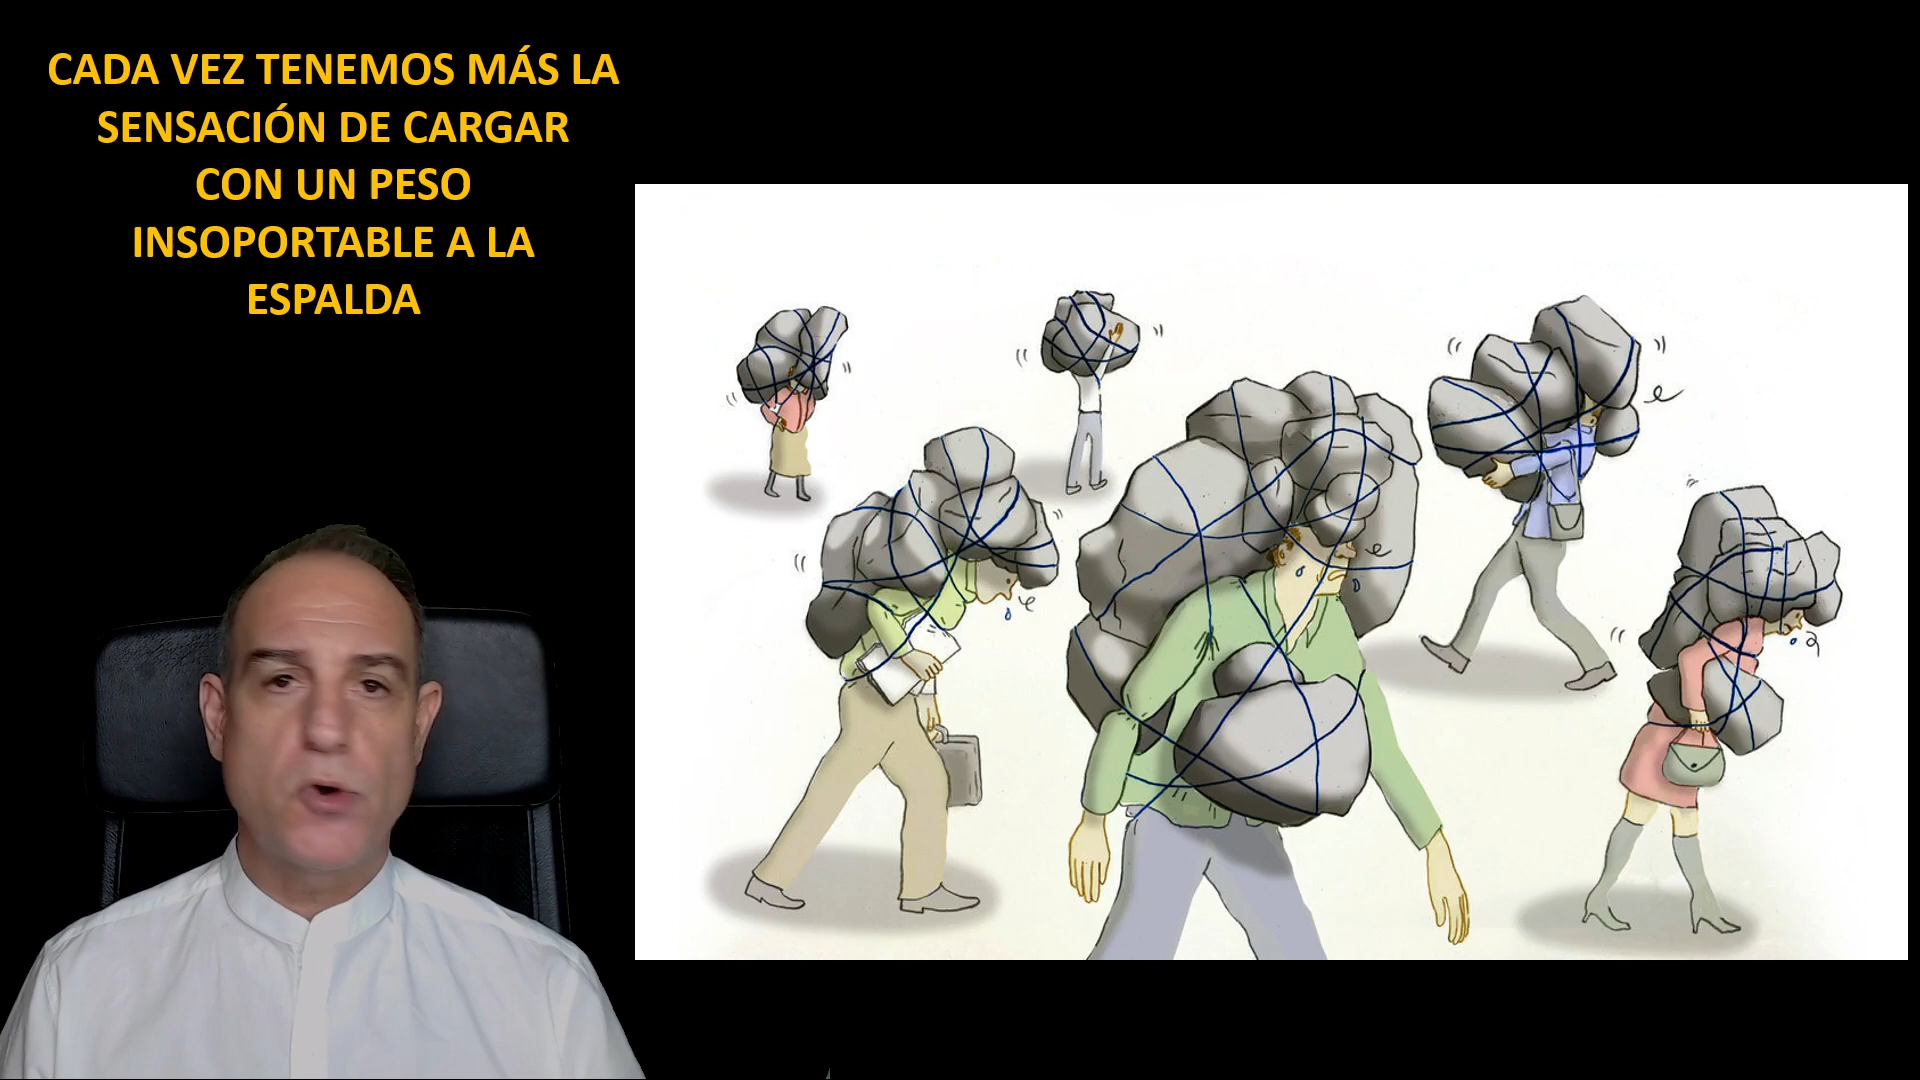 CADA VEZ TENEMOS MÁS LA
SENSACIÓN DE CARGAR
CON UN PESO
INSOPORTABLE A LA
ESPALDA